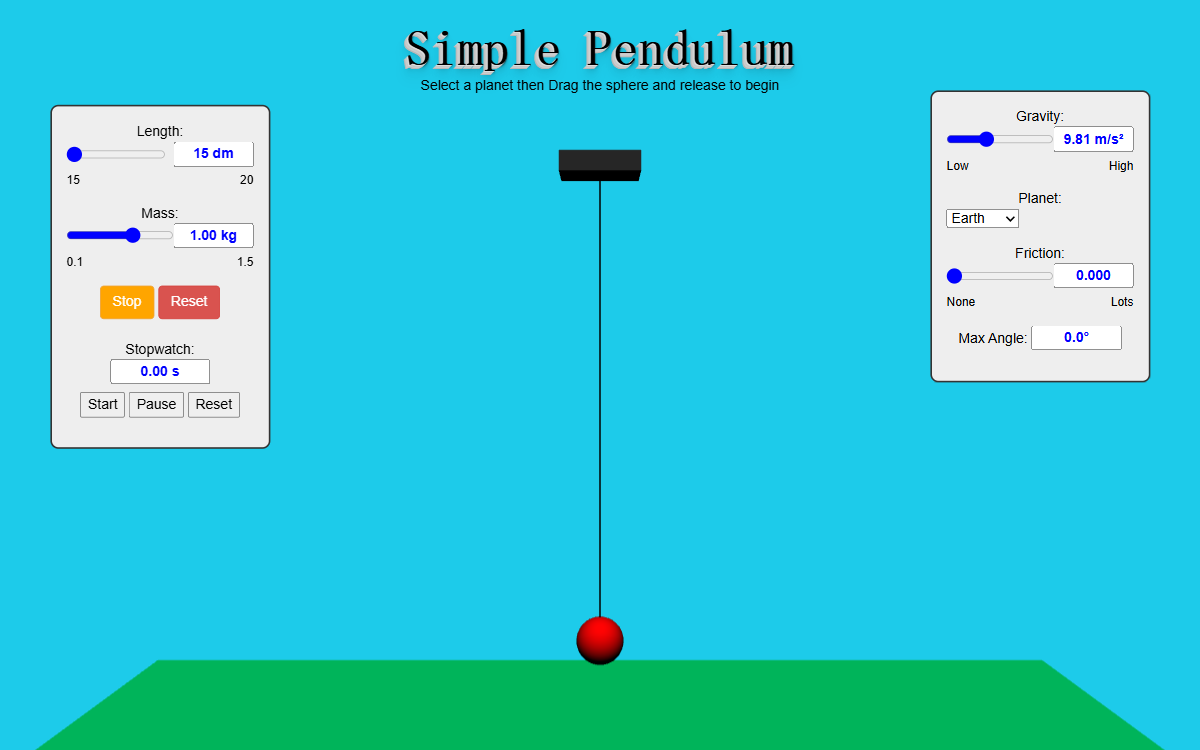 Simple Pendulum
Select a planet then Drag the sphere and release to begin
Length:
15 dm
15 20
Mass:
1.00 kg
0.1 1.5
Stop Reset
Stopwatch:
0.00 s
Start Pause Reset
Gravity:
9.81 m/s²
Low High
Planet:
Earth
Friction:
0.000
None Lots
Max Angle: 0.0°